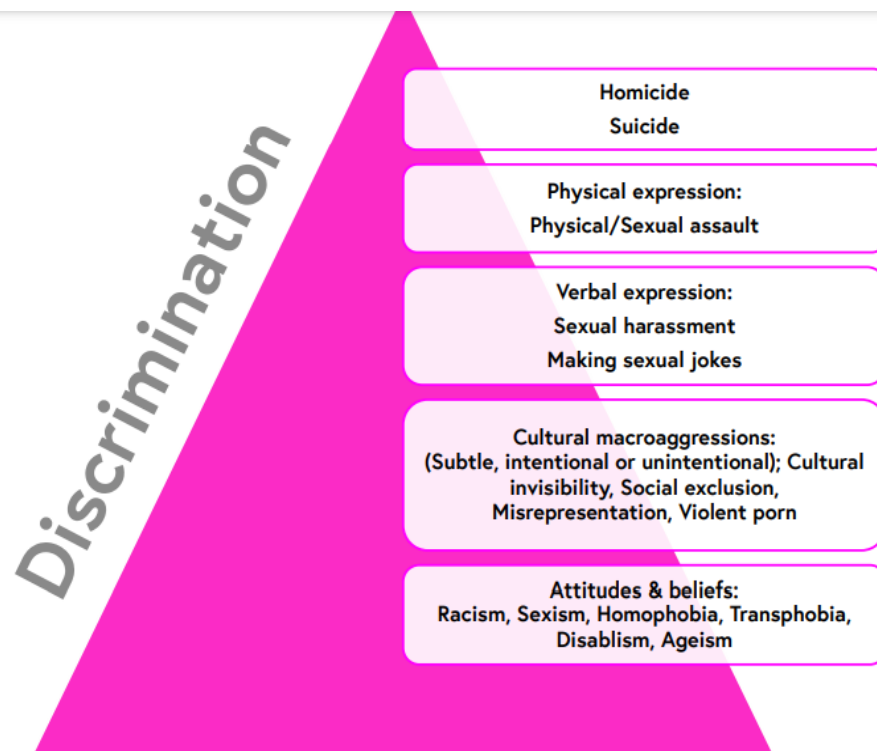 Discrimination
Homicide
Suicide
Physical expression:
Physical/Sexual assault
Verbal expression:
Sexual harassment
Making sexual jokes
Cultural macroaggressions:
(Subtle, intentional or unintentional); Cultural
invisibility, Social exclusion,
Misrepresentation, Violent porn
Attitudes & beliefs:
Racism, Sexism, Homophobia, Transphobia,
Disablism, Ageism